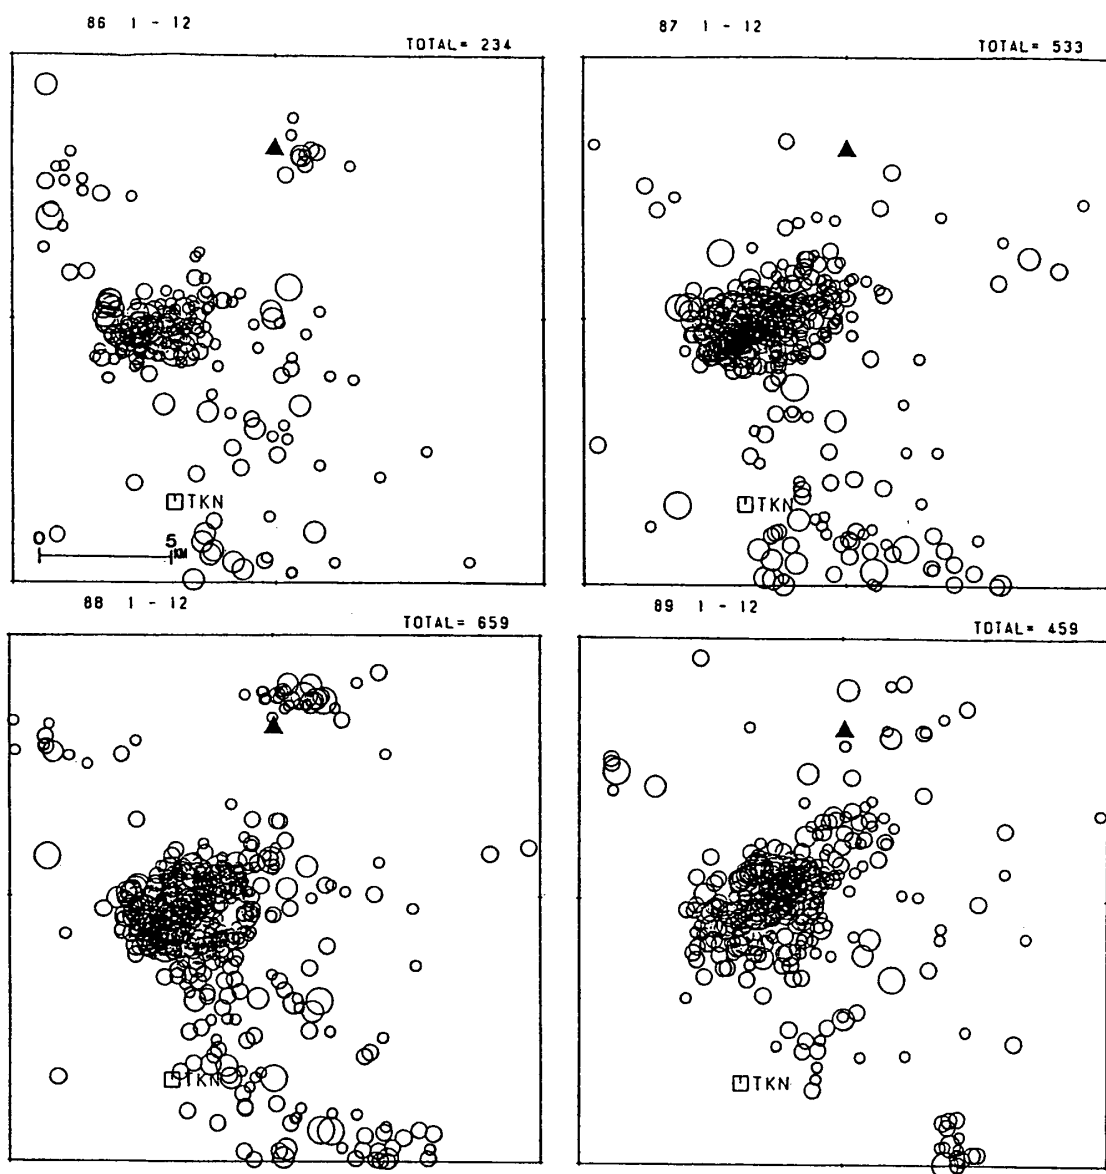 86 1 - 12
TOTAL= 234
TKN
0 5
KM
87 1 - 12
TOTAL= 533
TKN
88 1 - 12
TOTAL= 659
TKN
89 1 - 12
TOTAL= 459
TKN